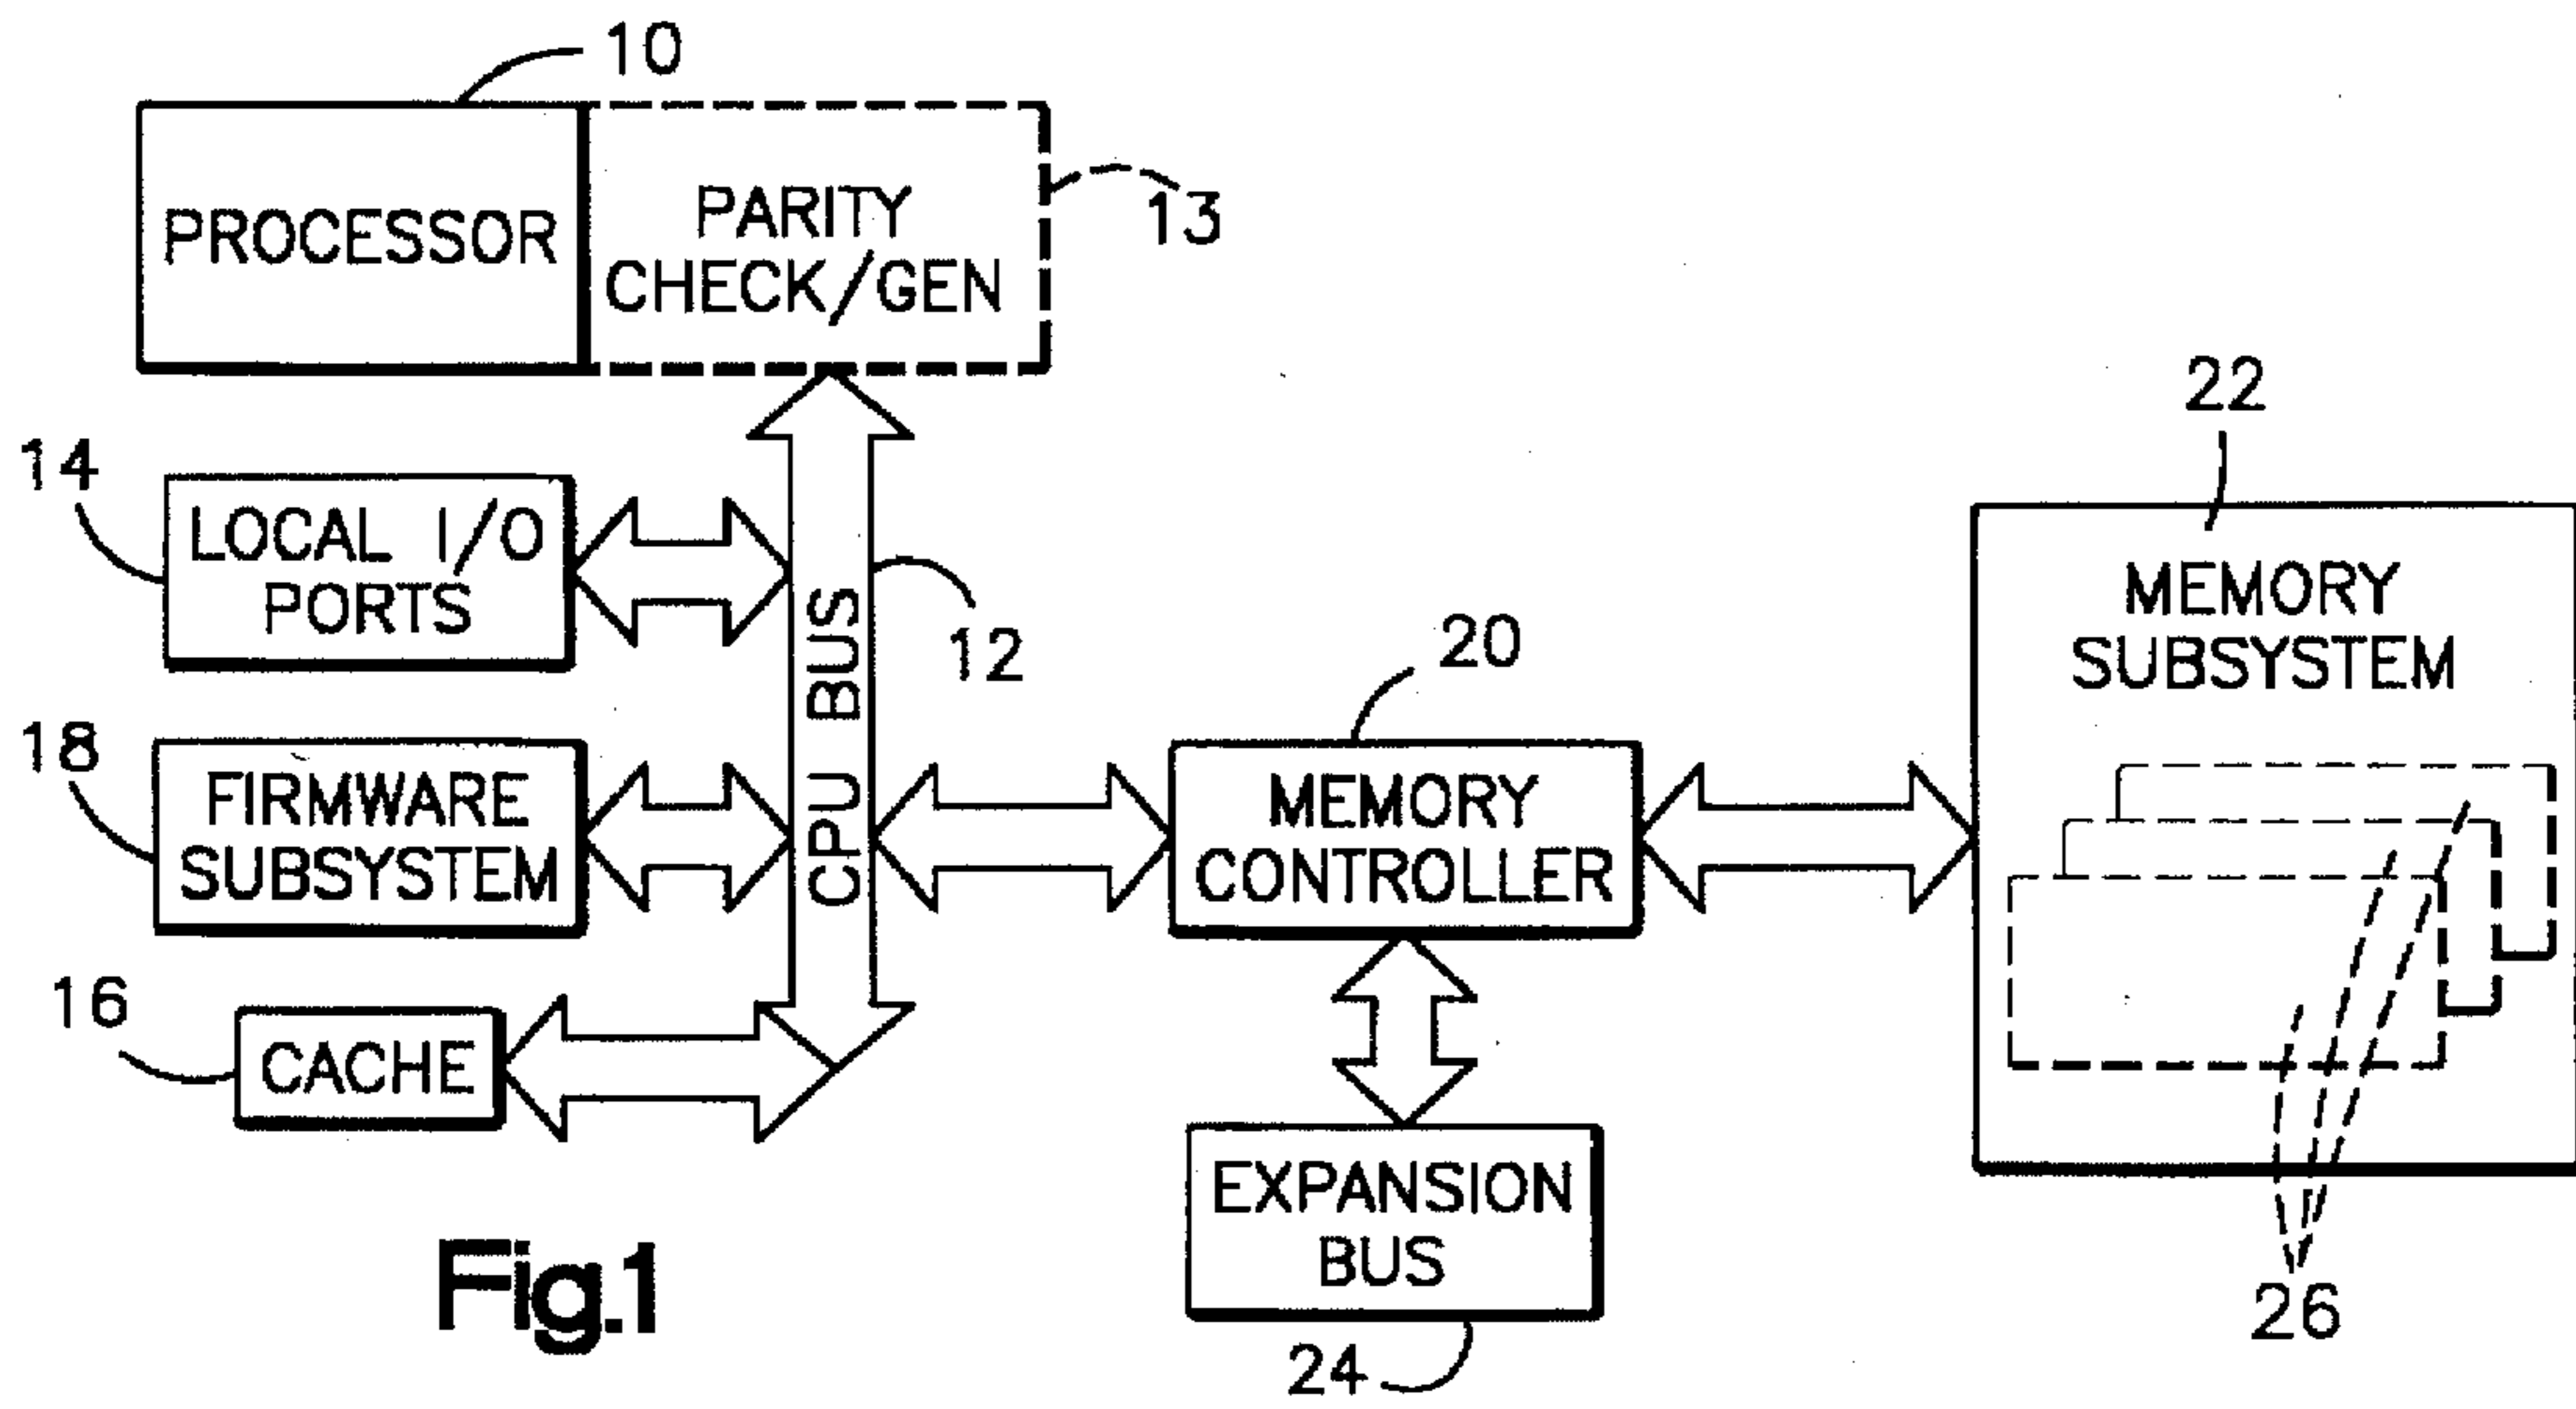 10
PROCESSOR
PARITY
CHECK/GEN
13
14
LOCAL I/O
PORTS
12
CPU BUS
18
FIRMWARE
SUBSYSTEM
16
CACHE
20
MEMORY
CONTROLLER
22
MEMORY
SUBSYSTEM
EXPANSION
BUS
24
26
Fig.1